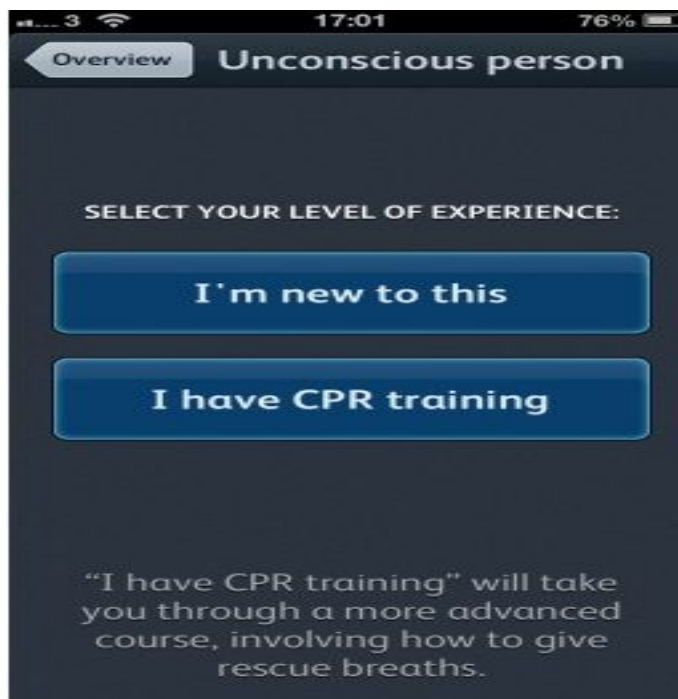 ... 3 17:01 76%
Overview Unconscious person
SELECT YOUR LEVEL OF EXPERIENCE:
I'm new to this
I have CPR training
"I have CPR training" will take
you through a more advanced
course, involving how to give
rescue breaths.